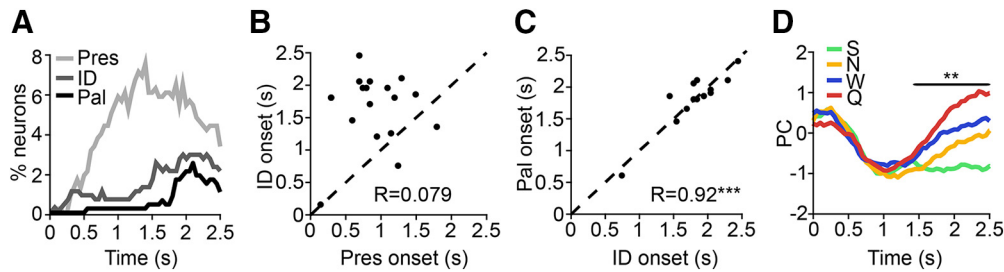 A
8
6
4
2
0
% neurons
Pres
ID
Pal
0 0.5 1 1.5 2 2.5
Time (s)
B
2.5
2
1.5
1
0.5
0
ID onset (s)
R=0.079
0 0.5 1 1.5 2 2.5
Pres onset (s)
C
2.5
2
1.5
1
0.5
0
Pal onset (s)
R=0.92***
0 0.5 1 1.5 2 2.5
ID onset (s)
D
2
1
0
-1
-2
PC
S
N
W
Q
**
0 0.5 1 1.5 2 2.5
Time (s)